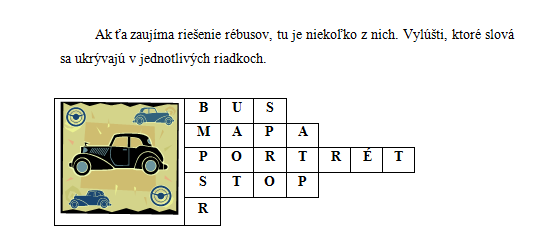 Ak ťa zaujíma riešenie rébusov, tu je niekoľko z nich. Vylúšti, ktoré slová
sa ukrývajú v jednotlivých riadkoch.
B U S
M A P A
P O R T R É T
S T O P
R